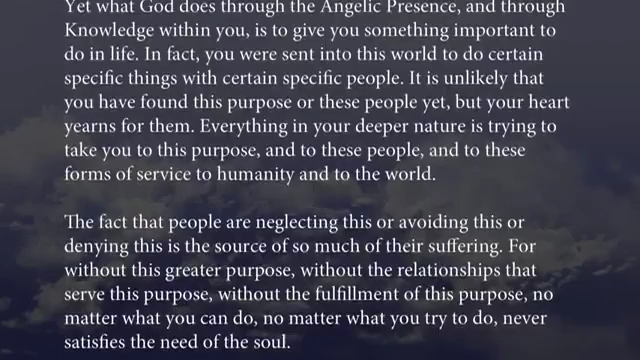 Yet what God does through the Angelic Presence, and through
Knowledge within you, is to give you something important to
do in life. In fact, you were sent into this world to do certain
specific things with certain specific people. It is unlikely that
you have found this purpose or these people yet, but your heart
yearns for them. Everything in your deeper nature is trying to
take you to this purpose, and to these people, and to these
forms of service to humanity and to the world.
The fact that people are neglecting this or avoiding this or
denying this is the source of so much of their suffering. For
without this greater purpose, without the relationships that
serve this purpose, without the fulfillment of this purpose, no
matter what you can do, no matter what you try to do, never
satisfies the need of the soul.